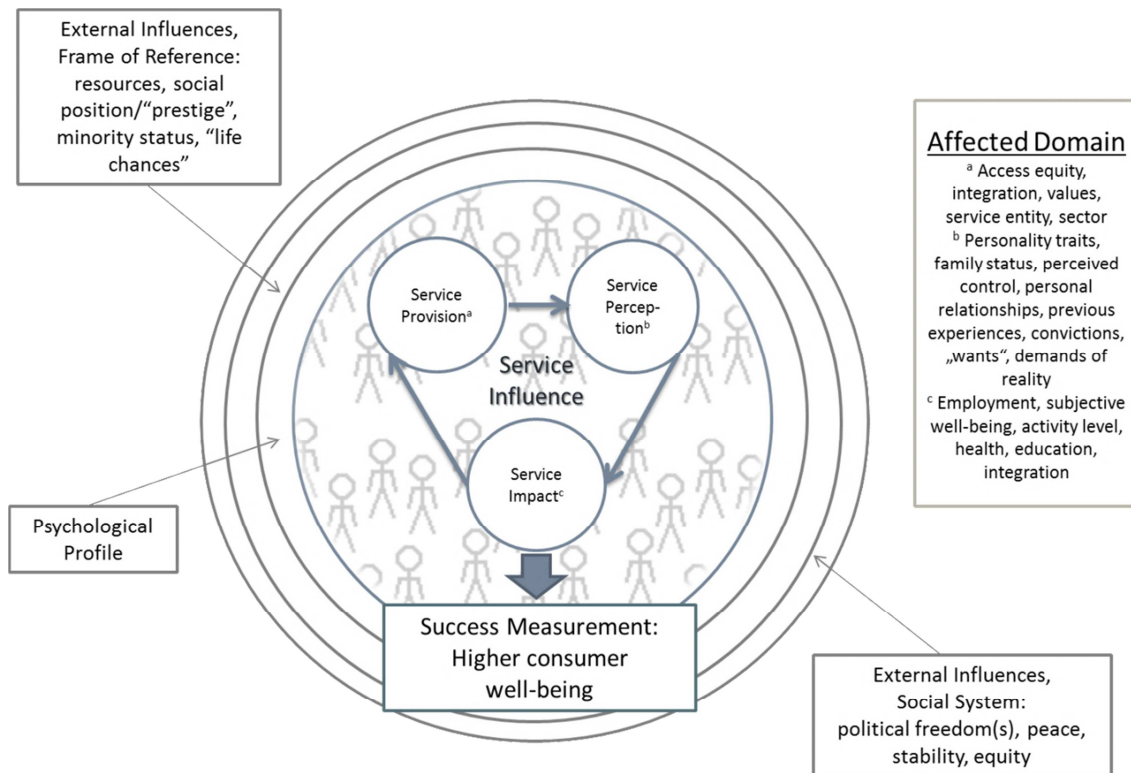 External Influences,
Frame of Reference:
resources, social
position/“prestige”,
minority status, “life
chances”
Affected Domain
a Access equity,
integration, values,
service entity, sector
b Personality traits,
family status, perceived
control, personal
relationships, previous
experiences, convictions,
„wants“, demands of
reality
c Employment, subjective
well-being, activity level,
health, education,
integration
Service
Provisiona
Service
Percep-
tionb
Service
Influence
Service
Impactc
Psychological
Profile
Success Measurement:
Higher consumer
well-being
External Influences,
Social System:
political freedom(s), peace,
stability, equity